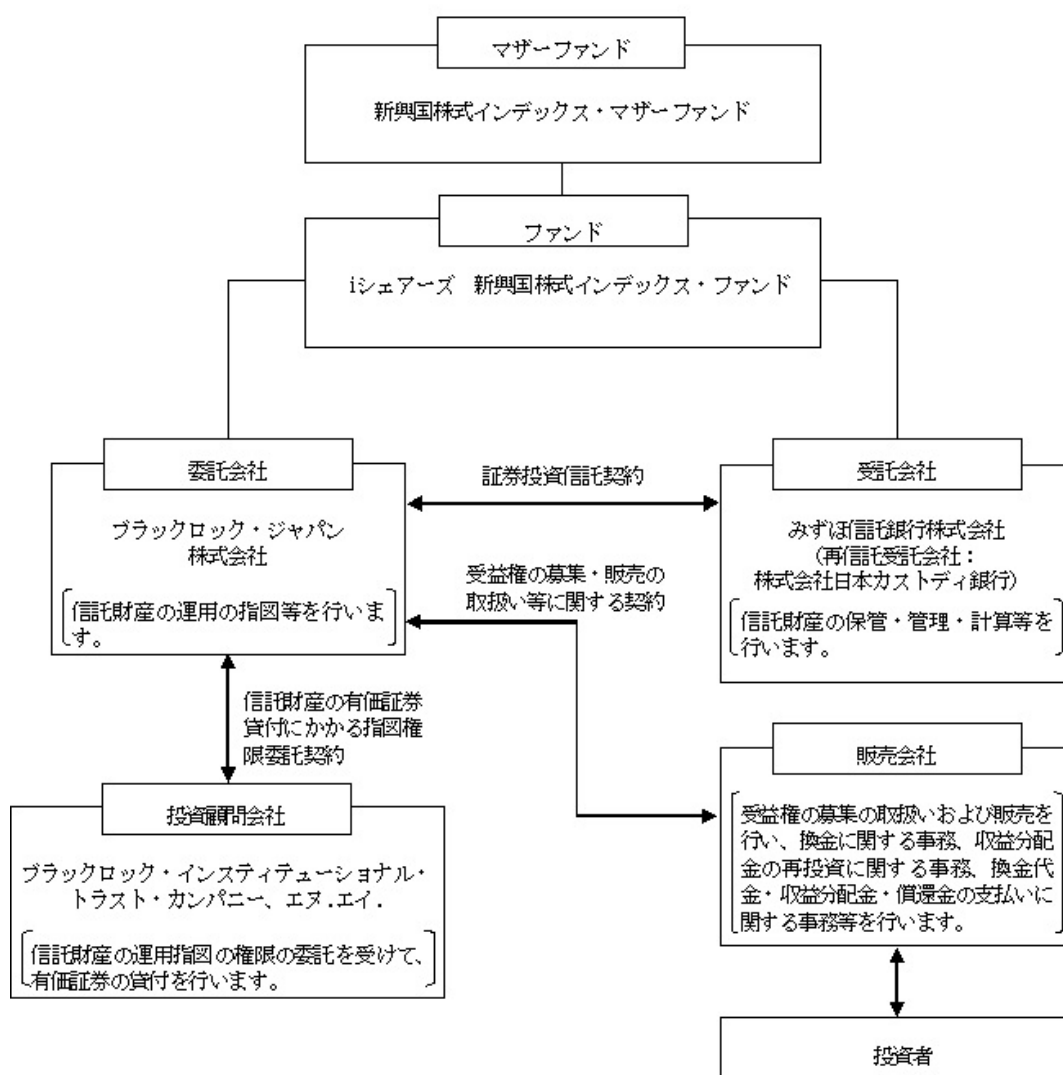 マザーファンド
新興国株式インデックス・マザーファンド
ファンド
iシェアーズ 新興国株式インデックス・ファンド
委託会社
ブラックロック・ジャパン
株式会社
信託財産の運用の指図等を行いま
す。
証券投資信託契約
受益権の募集・販売の
取扱い等に関する契約
受託会社
みずほ信託銀行株式会社
(再信託受託会社：
株式会社日本カストディ銀行)
信託財産の保管・管理・計算等を
行います。
信託財産の有価証券
貸付にかかる指図権
限委託契約
投資顧問会社
ブラックロック・インスティテューショナル・
トラスト・カンパニー、エヌ.エイ.
信託財産の運用指図の権限の委託を受けて、
有価証券の貸付を行います。
販売会社
受益権の募集の取扱いおよび販売を
行い、換金に関する事務、収益分配
金の再投資に関する事務、換金代
金・収益分配金・償還金の支払いに
関する事務等を行います。
投資者